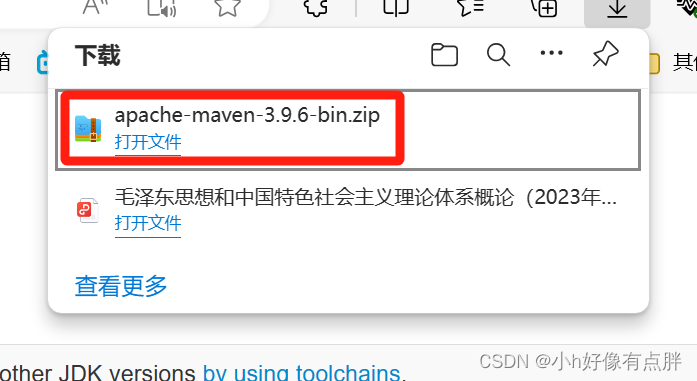 箱
下载
其他
apache-maven-3.9.6-bin.zip
打开文件
毛泽东思想和中国特色社会主义理论体系概论（2023年...
打开文件
查看更多
other JDK versions by using toolchains.
CSDN @小h好像有点胖